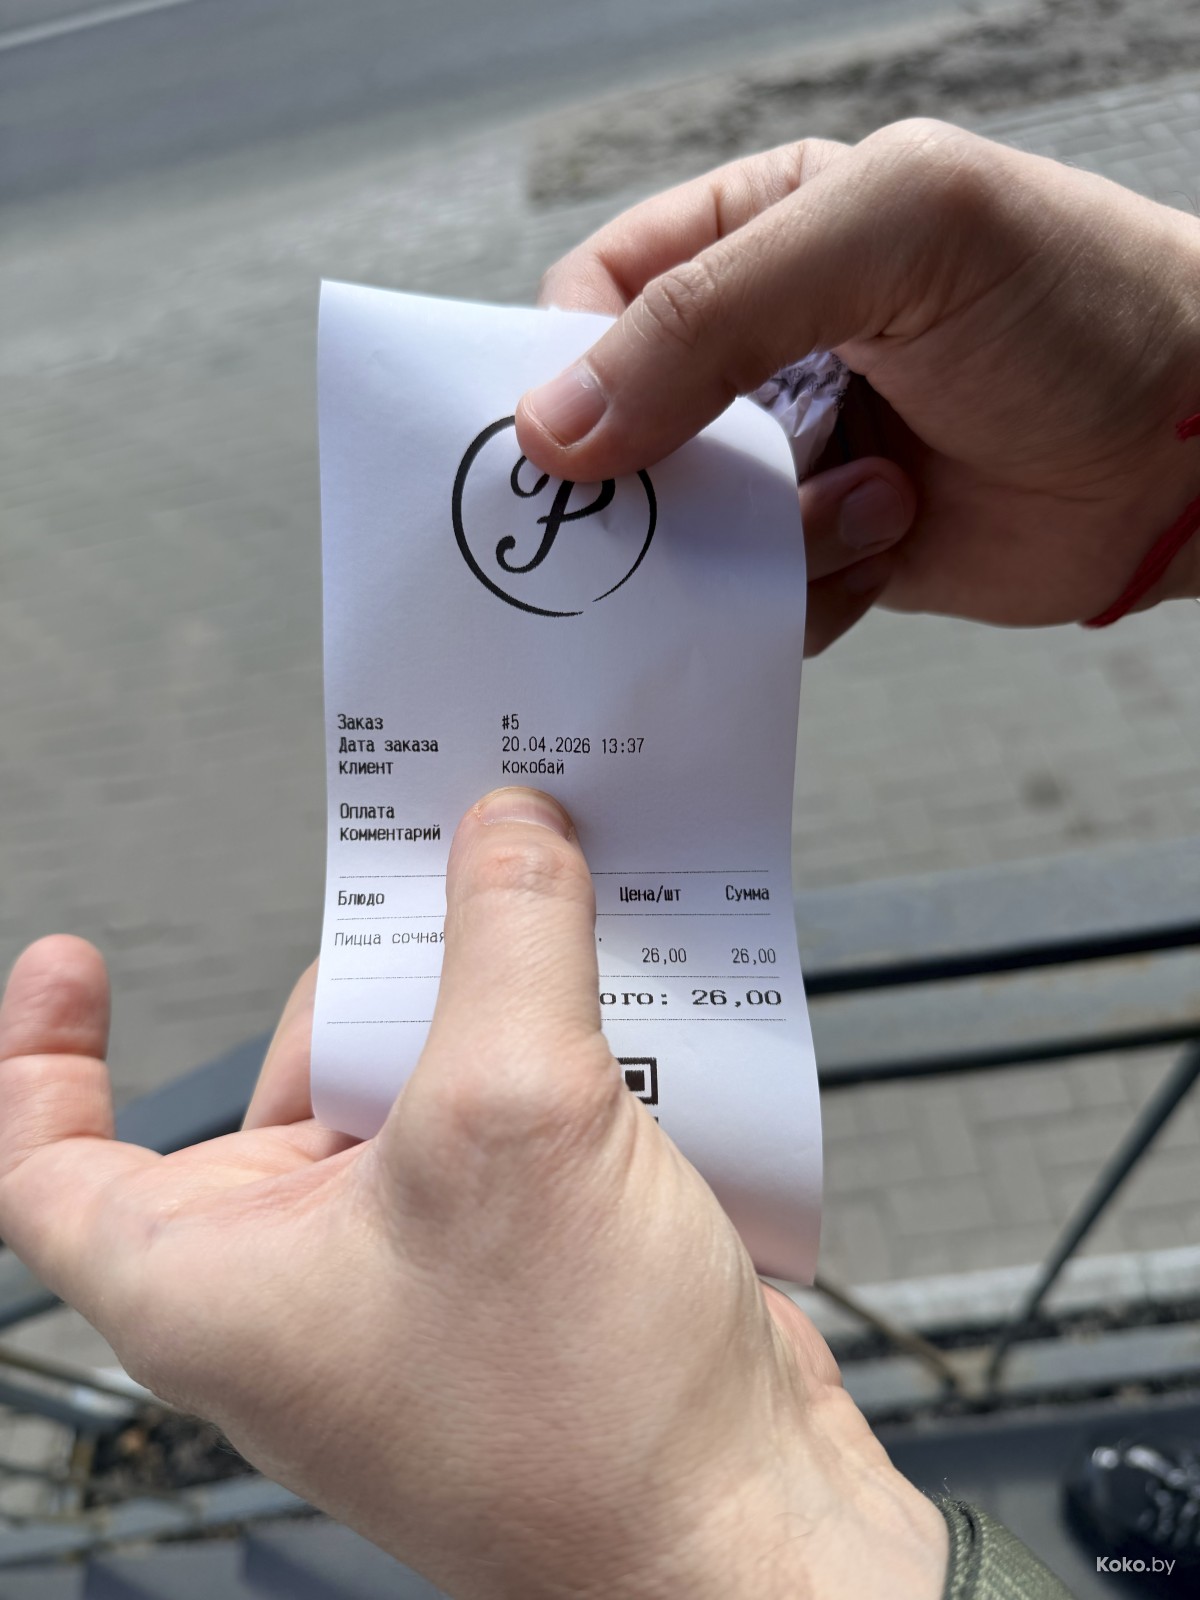 P
Заказ #5
Дата заказа 20.04.2026 13:37
Клиент Кокобай
Оплата
Комментарий
Блюдо Цена/шт Сумма
Пицца сочная
26,00 26,00
ого: 26,00
Koko.by